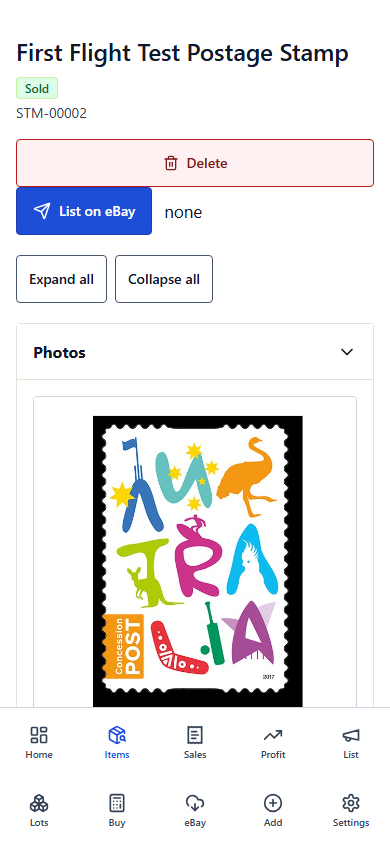 First Flight Test Postage Stamp
Sold
STM-00002
Delete
List on eBay none
Expand all Collapse all
Photos
AUSTRALIA
Concession
POST
2017
Home Items Sales Profit List
Lots Buy eBay Add Settings